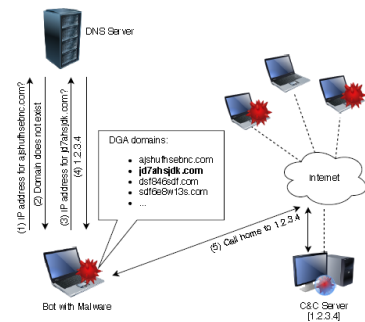 DNS Server
(1) IP address for ajshufhsebnc.com?
(2) Domain does not exist
(3) IP address for jd7ahsjdk.com?
(4) 1.2.3.4
DGA domains:
• ajshufhsebnc.com
• jd7ahsjdk.com
• dsf846sdf.com
• sdf6e8w13s.com
• ...
Internet
(5) Call home to 1.2.3.4
Bot with Malware
C&C Server
[1.2.3.4]